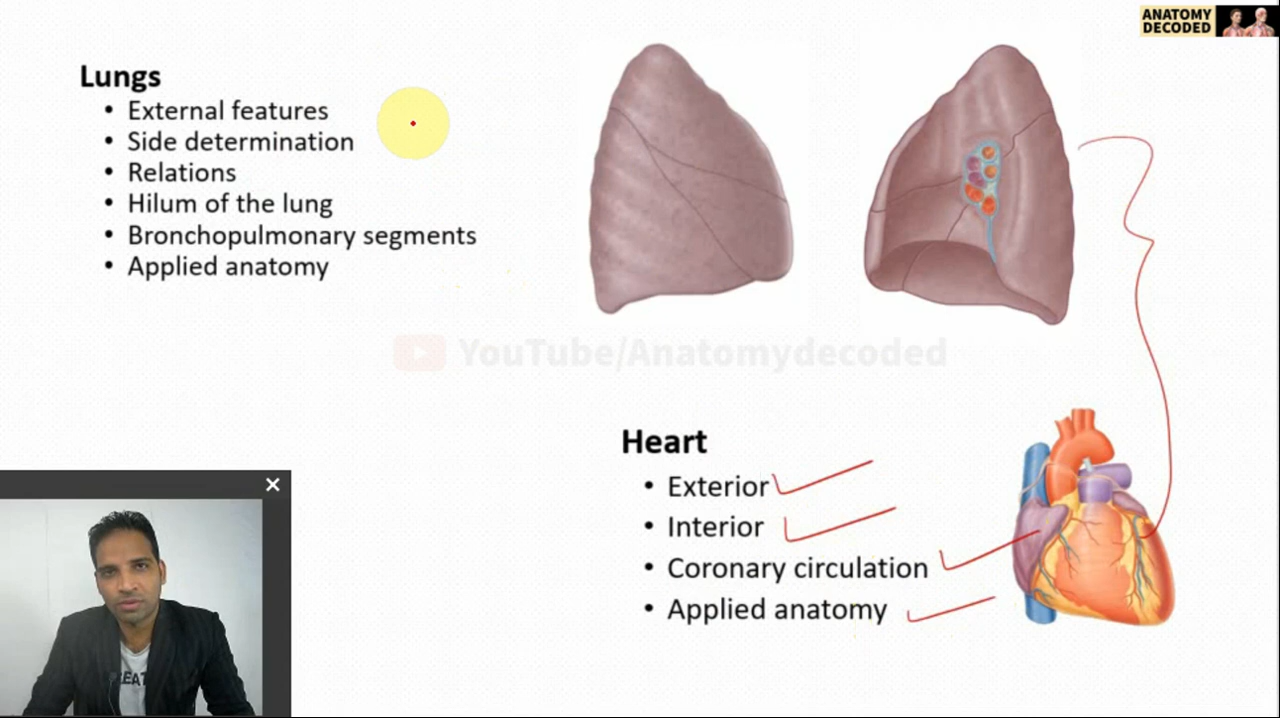 ANATOMY
DECODED
Lungs
• External features
• Side determination
• Relations
• Hilum of the lung
• Bronchopulmonary segments
• Applied anatomy
YouTube/Anatomydecoded
Heart
• Exterior
• Interior
• Coronary circulation
• Applied anatomy